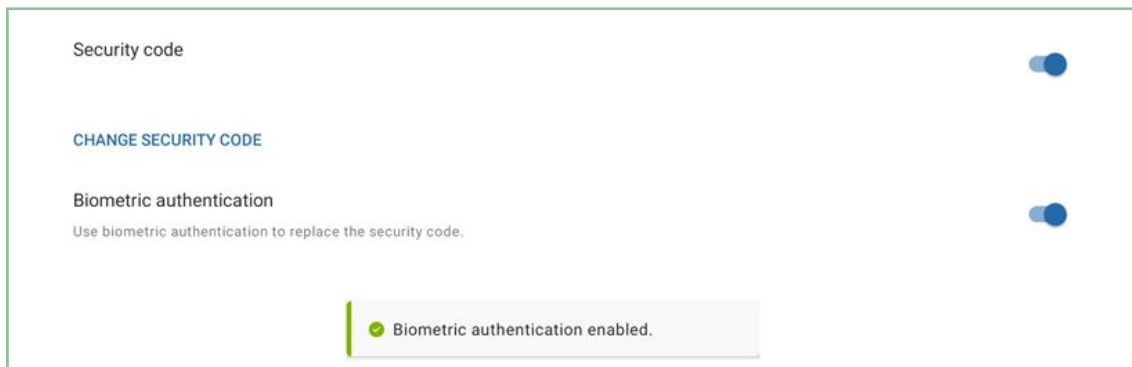 Security code
CHANGE SECURITY CODE
Biometric authentication
Use biometric authentication to replace the security code.
Biometric authentication enabled.